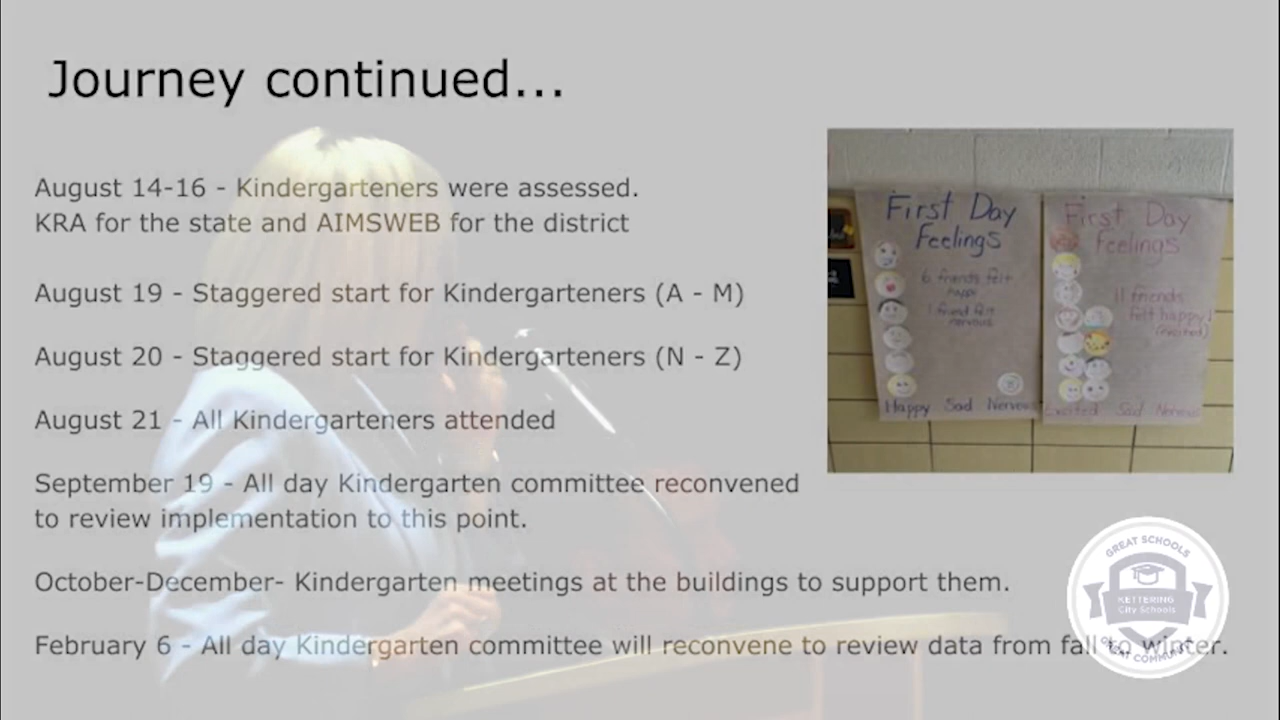 Journey continued...
August 14-16 - Kindergarteners were assessed.
KRA for the state and AIMSWEB for the district
August 19 - Staggered start for Kindergarteners (A - M)
August 20 - Staggered start for Kindergarteners (N - Z)
August 21 - All Kindergarteners attended
September 19 - All day Kindergarten committee reconvened
to review implementation to this point.
October-December- Kindergarten meetings at the buildings to support them.
February 6 - All day Kindergarten committee will reconvene to review data from fall to winter.
First Day
Feelings
6 friends felt
happy
1 friend felt
nervous
Happy Sad Nervous
First Day
Feelings
11 friends
felt happy!
(excited)
Excited Sad Nervous
GREAT SCHOOLS
KETTERING
City Schools
GREAT COMMUNITY